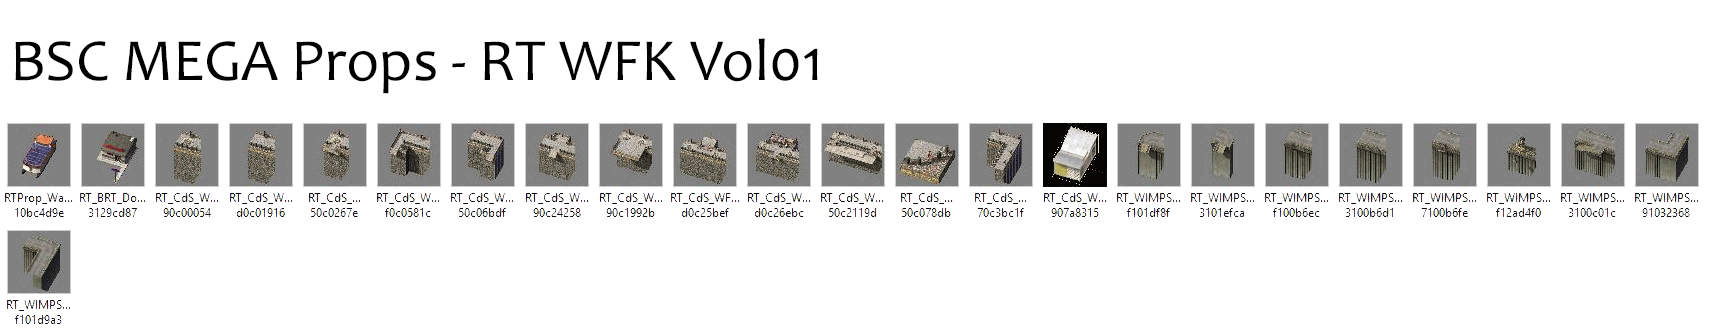 BSC MEGA Props - RT WFK Vol01
RTProp_Wa... RT_BRT_Do... RT_CdS_W... RT_CdS_W... RT_CdS_... RT_CdS_W... RT_CdS_W... RT_CdS_W... RT_CdS_W... RT_CdS_WF... RT_CdS_W... RT_CdS_W... RT_CdS_... RT_CdS_... RT_CdS_W... RT_WIMPS... RT_WIMPS... RT_WIMPS... RT_WIMPS... RT_WIMPS... RT_WIMPS... RT_WIMPS... RT_WIMPS...
10bc4d9e 3129cd87 90c00054 d0c01916 50c0267e f0c0581c 50c06bdf 90c24258 90c1992b d0c25bef d0c26ebc 50c2119d 50c078db 70c3bc1f 907a8315 f101df8f 3101efca f100b6ec 3100b6d1 7100b6fe f12ad4f0 3100c01c 91032368
RT_WIMPS...
f101d9a3